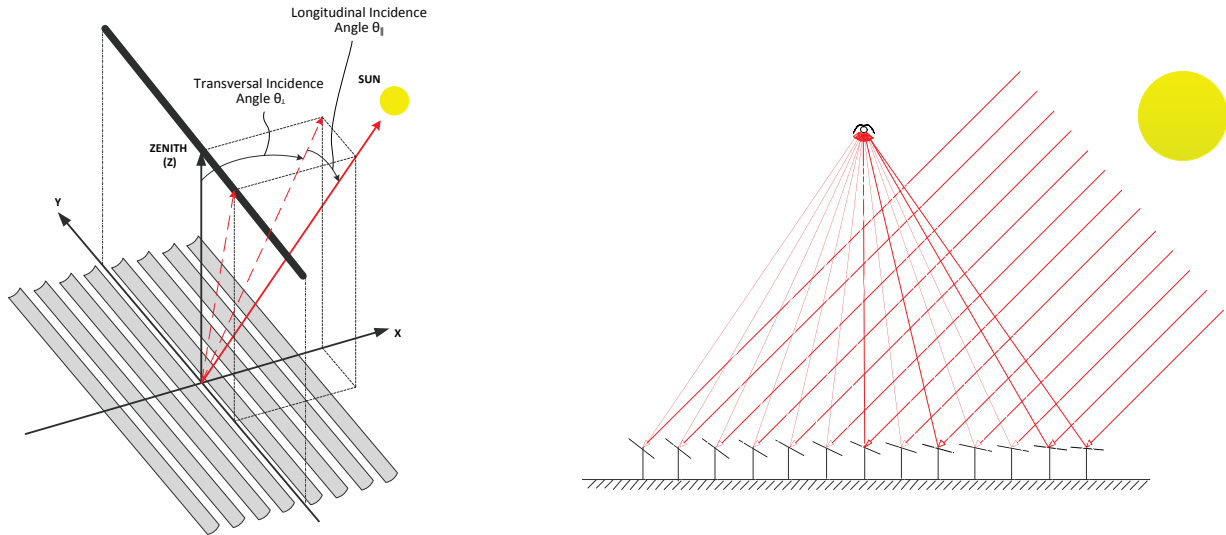 Longitudinal Incidence
Angle θ∥
Transversal Incidence
Angle θ⊥
SUN
ZENITH
(Z)
Y
X